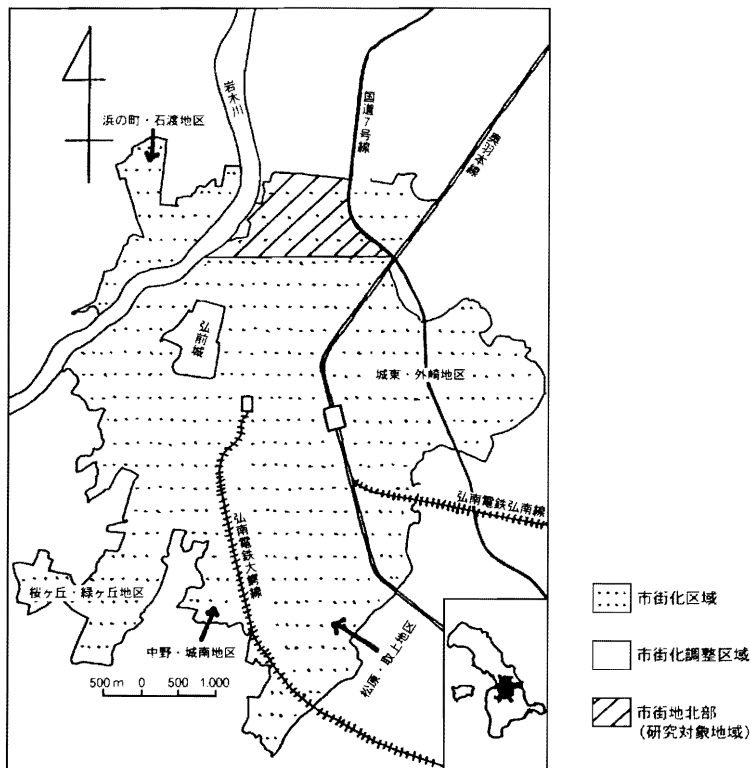 岩木川
国道7号線
奥羽本線
浜の町・石渡地区
弘前城
城東・外崎地区
弘南電鉄弘南線
弘南電鉄大鰐線
桜ヶ丘・緑ヶ丘地区
中野・城南地区
松原・取上地区
500 m 0 500 1.000
市街化区域
市街化調整区域
市街地北部
(研究対象地域)